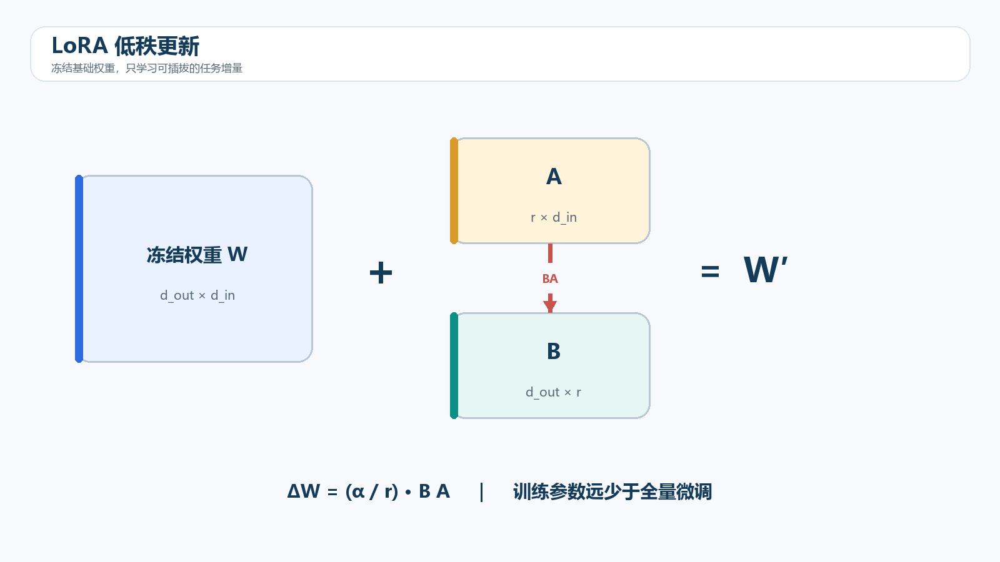 LoRA 低秩更新
冻结基础权重，只学习可插拔的任务增量
冻结权重 W
d_out × d_in
+
A
r × d_in
BA
B
d_out × r
= W′
ΔW = (α / r) · B A | 训练参数远少于全量微调